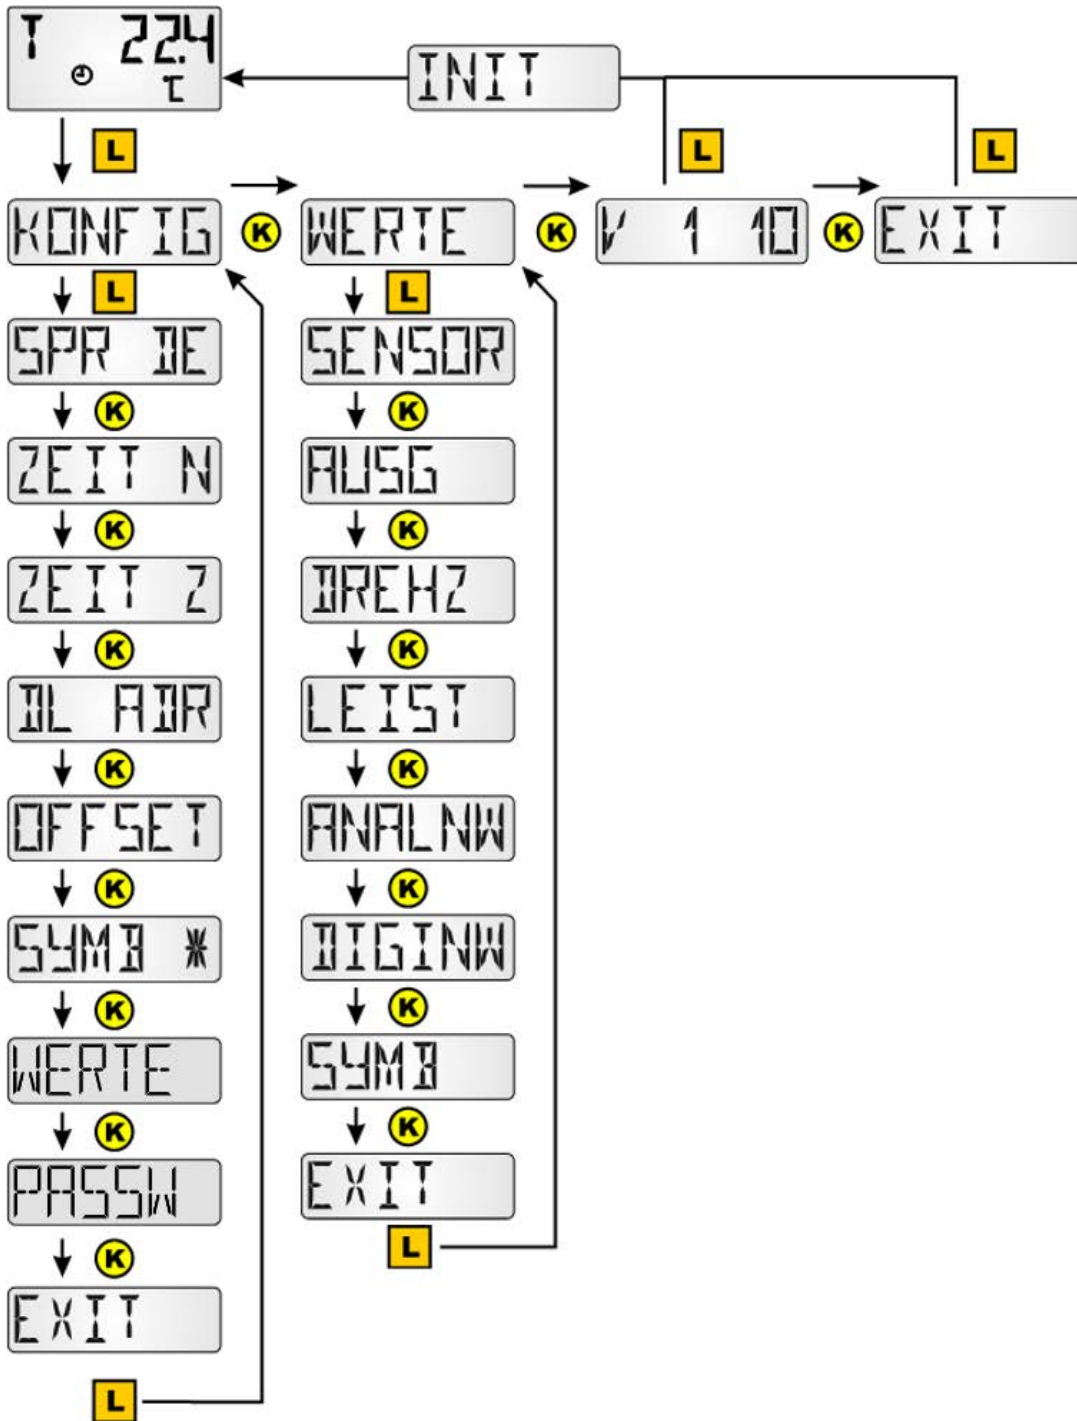 T 22.4
°C
INIT
L
L
L
KONFIG
K
WERTE
K
V 1 10
K
EXIT
L
L
SPR DE
SENSOR
K
K
ZEIT N
AUSG
K
K
ZEIT Z
DREHZ
K
K
DL ADR
LEIST
K
K
OFFSET
ANALNW
K
K
SYMB *
DIGINW
K
K
WERTE
SYMB
K
K
PASSW
EXIT
K
L
EXIT
L